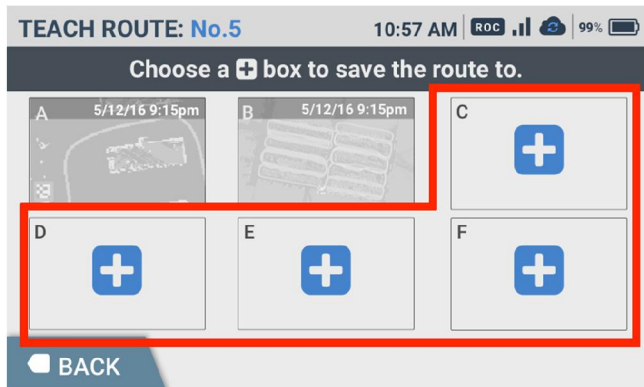 TEACH ROUTE: No.5 10:57 AM ROC 99%
Choose a + box to save the route to.
A 5/12/16 9:15pm B 5/12/16 9:15pm C
D E F
BACK